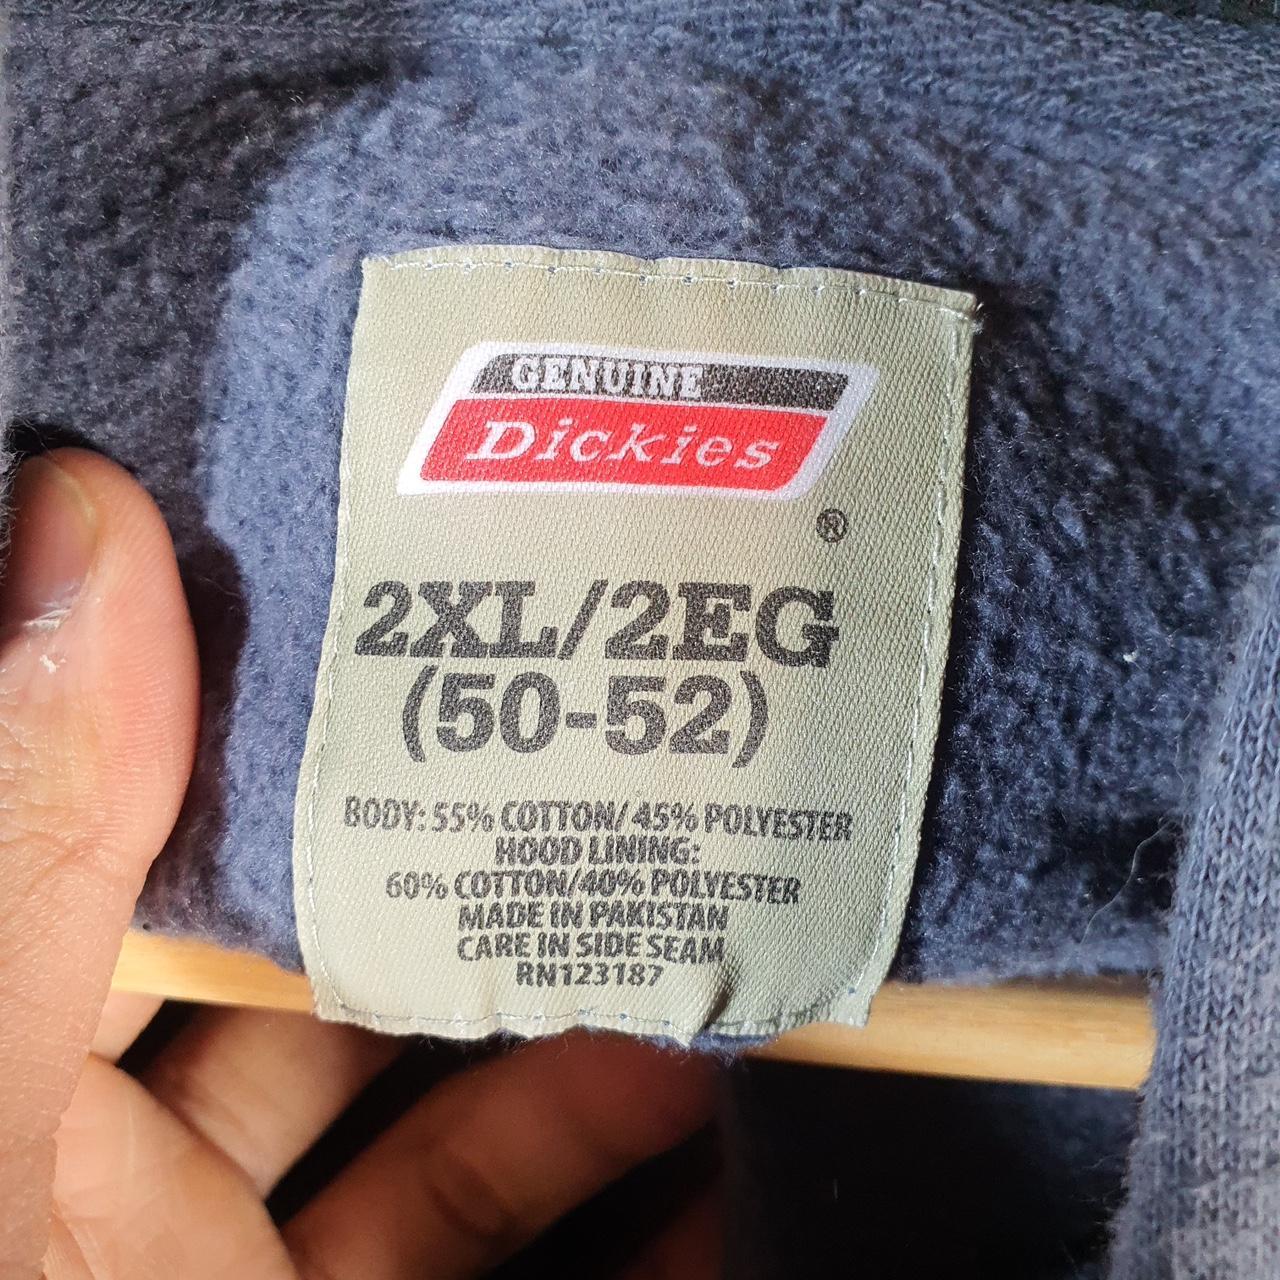 GENUINE
Dickies
®
2XL/2EG
(50-52)
BODY: 55% COTTON/ 45% POLYESTER
HOOD LINING:
60% COTTON/40% POLYESTER
MADE IN PAKISTAN
CARE IN SIDE SEAM
RN123187